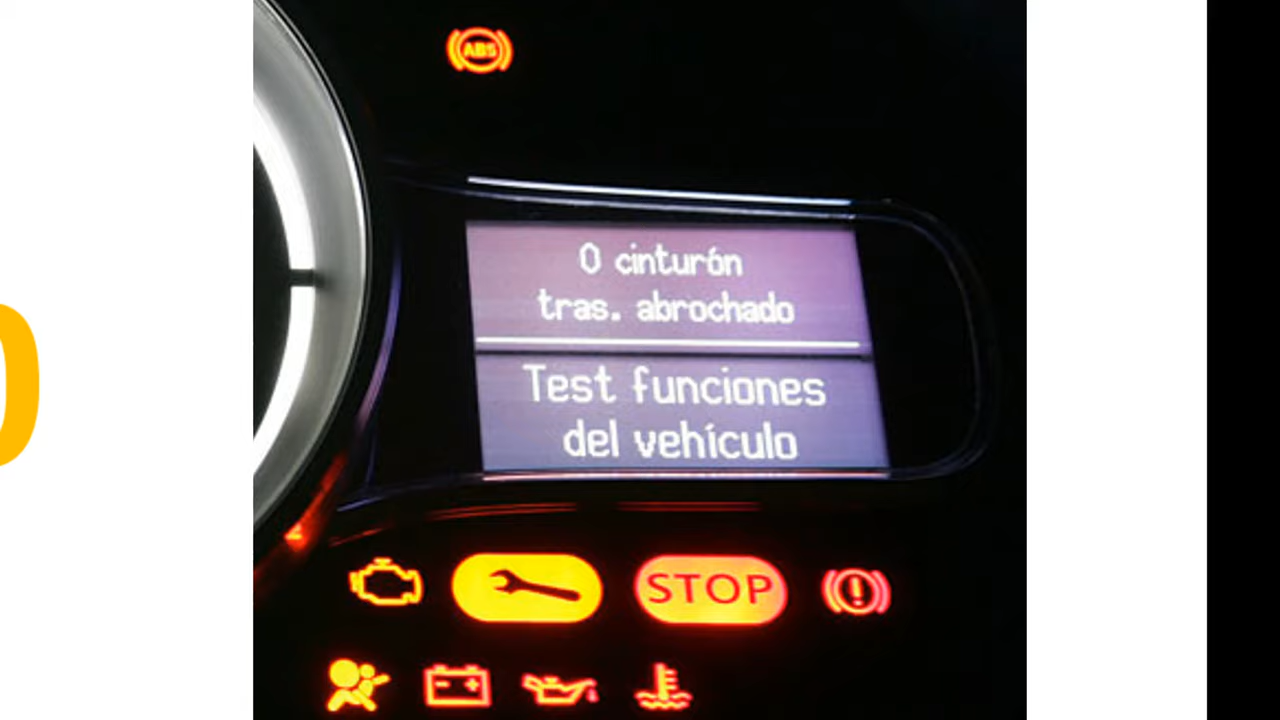 ABS
0 cinturón
tras. abrochado
Test funciones
del vehículo
STOP